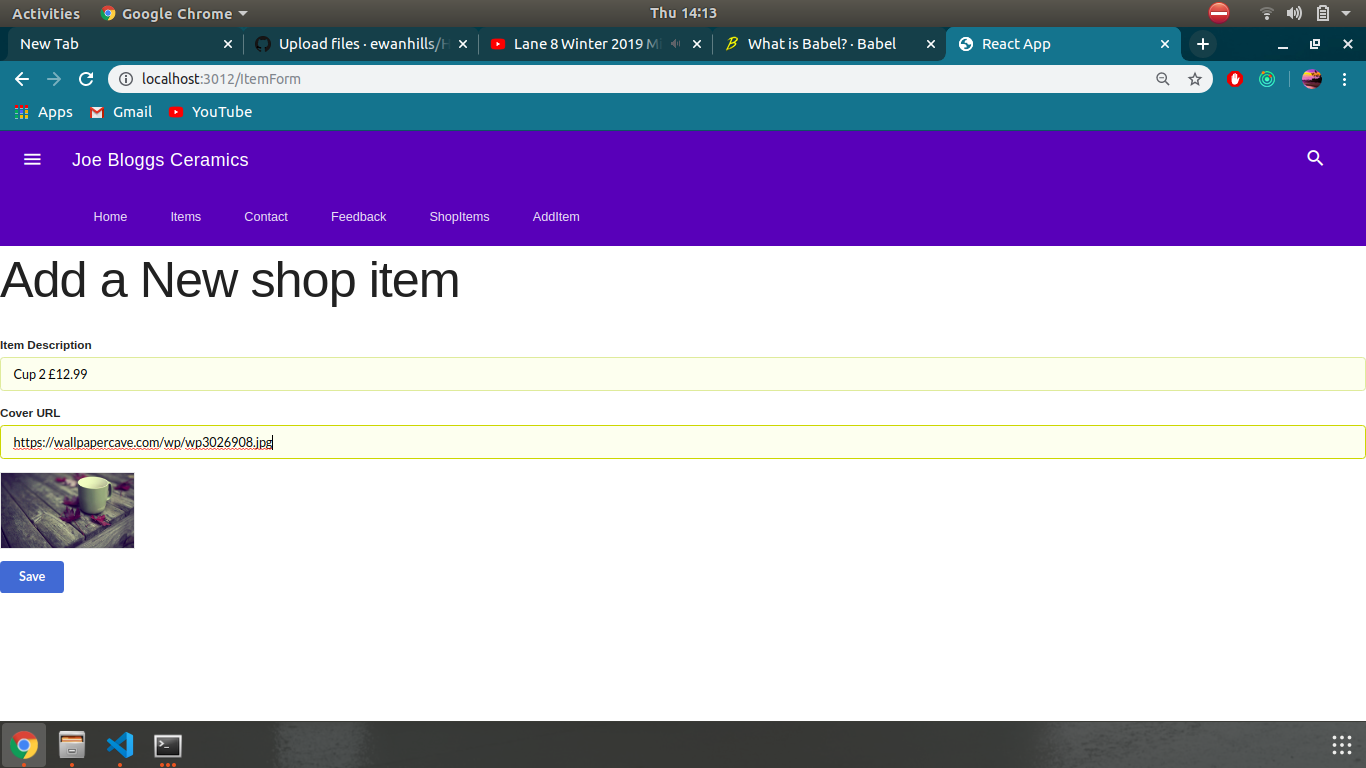 Activities Google Chrome Thu 14:13
New Tab Upload files · ewanhills/H Lane 8 Winter 2019 Mi What is Babel? · Babel React App
localhost:3012/ItemForm
Apps Gmail YouTube
Joe Bloggs Ceramics
Home Items Contact Feedback ShopItems AddItem
Add a New shop item
Item Description
Cup 2 £12.99
Cover URL
https://wallpapercave.com/wp/wp3026908.jpg
Save